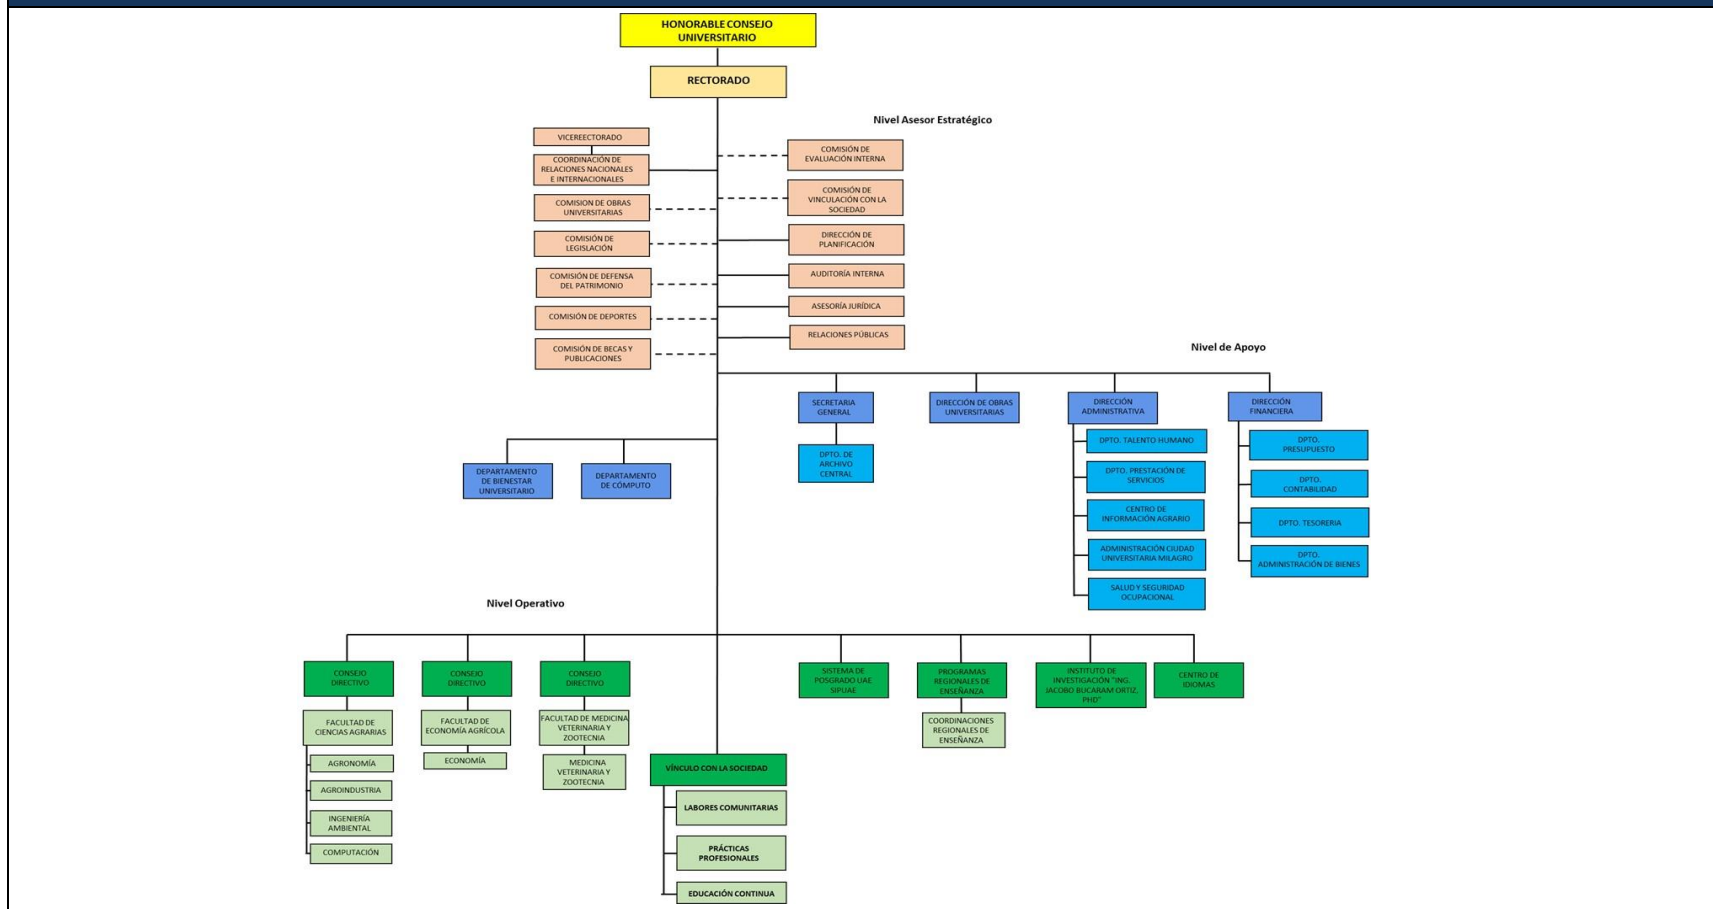 HONORABLE CONSEJO
UNIVERSITARIO
RECTORADO
Nivel Asesor Estratégico
VICEREECTORADO
COORDINACIÓN DE
RELACIONES NACIONALES
E INTERNACIONALES
COMISION DE OBRAS
UNIVERSITARIAS
COMISIÓN DE
LEGISLACIÓN
COMISIÓN DE DEFENSA
DEL PATRIMONIO
COMISIÓN DE DEPORTES
COMISIÓN DE BECAS Y
PUBLICACIONES
COMISIÓN DE
EVALUACIÓN INTERNA
COMISIÓN DE
VINCULACIÓN CON LA
SOCIEDAD
DIRECCIÓN DE
PLANIFICACIÓN
AUDITORÍA INTERNA
ASESORÍA JURÍDICA
RELACIONES PÚBLICAS
Nivel de Apoyo
SECRETARIA
GENERAL
DPTO. DE
ARCHIVO
CENTRAL
DIRECCIÓN DE OBRAS
UNIVERSITARIAS
DIRECCIÓN
ADMINISTRATIVA
DPTO. TALENTO HUMANO
DPTO. PRESTACIÓN DE
SERVICIOS
CENTRO DE
INFORMACIÓN AGRARIO
ADMINISTRACIÓN CIUDAD
UNIVERSITARIA MILAGRO
SALUD Y SEGURIDAD
OCUPACIONAL
DIRECCIÓN
FINANCIERA
DPTO.
PRESUPUESTO
DPTO.
CONTABILIDAD
DPTO. TESORERIA
DPTO.
ADMINISTRACIÓN DE BIENES
DEPARTAMENTO
DE BIENESTAR
UNIVERSITARIO
DEPARTAMENTO
DE CÓMPUTO
Nivel Operativo
CONSEJO
DIRECTIVO
FACULTAD DE
CIENCIAS AGRARIAS
AGRONOMÍA
AGROINDUSTRIA
INGENIERÍA
AMBIENTAL
COMPUTACIÓN
CONSEJO
DIRECTIVO
FACULTAD DE
ECONOMÍA AGRÍCOLA
ECONOMÍA
CONSEJO
DIRECTIVO
FACULTAD DE MEDICINA
VETERINARIA Y
ZOOTECNIA
MEDICINA
VETERINARIA Y
ZOOTECNIA
VÍNCULO CON LA SOCIEDAD
LABORES COMUNITARIAS
PRÁCTICAS
PROFESIONALES
EDUCACIÓN CONTINUA
SISTEMA DE
POSGRADO UAE
SIPUAE
PROGRAMAS
REGIONALES DE
ENSEÑANZA
COORDINACIONES
REGIONALES DE
ENSEÑANZA
INSTITUTO DE
INVESTIGACIÓN "ING.
JACOBO BUCARAM ORTIZ,
PHD"
CENTRO DE
IDIOMAS